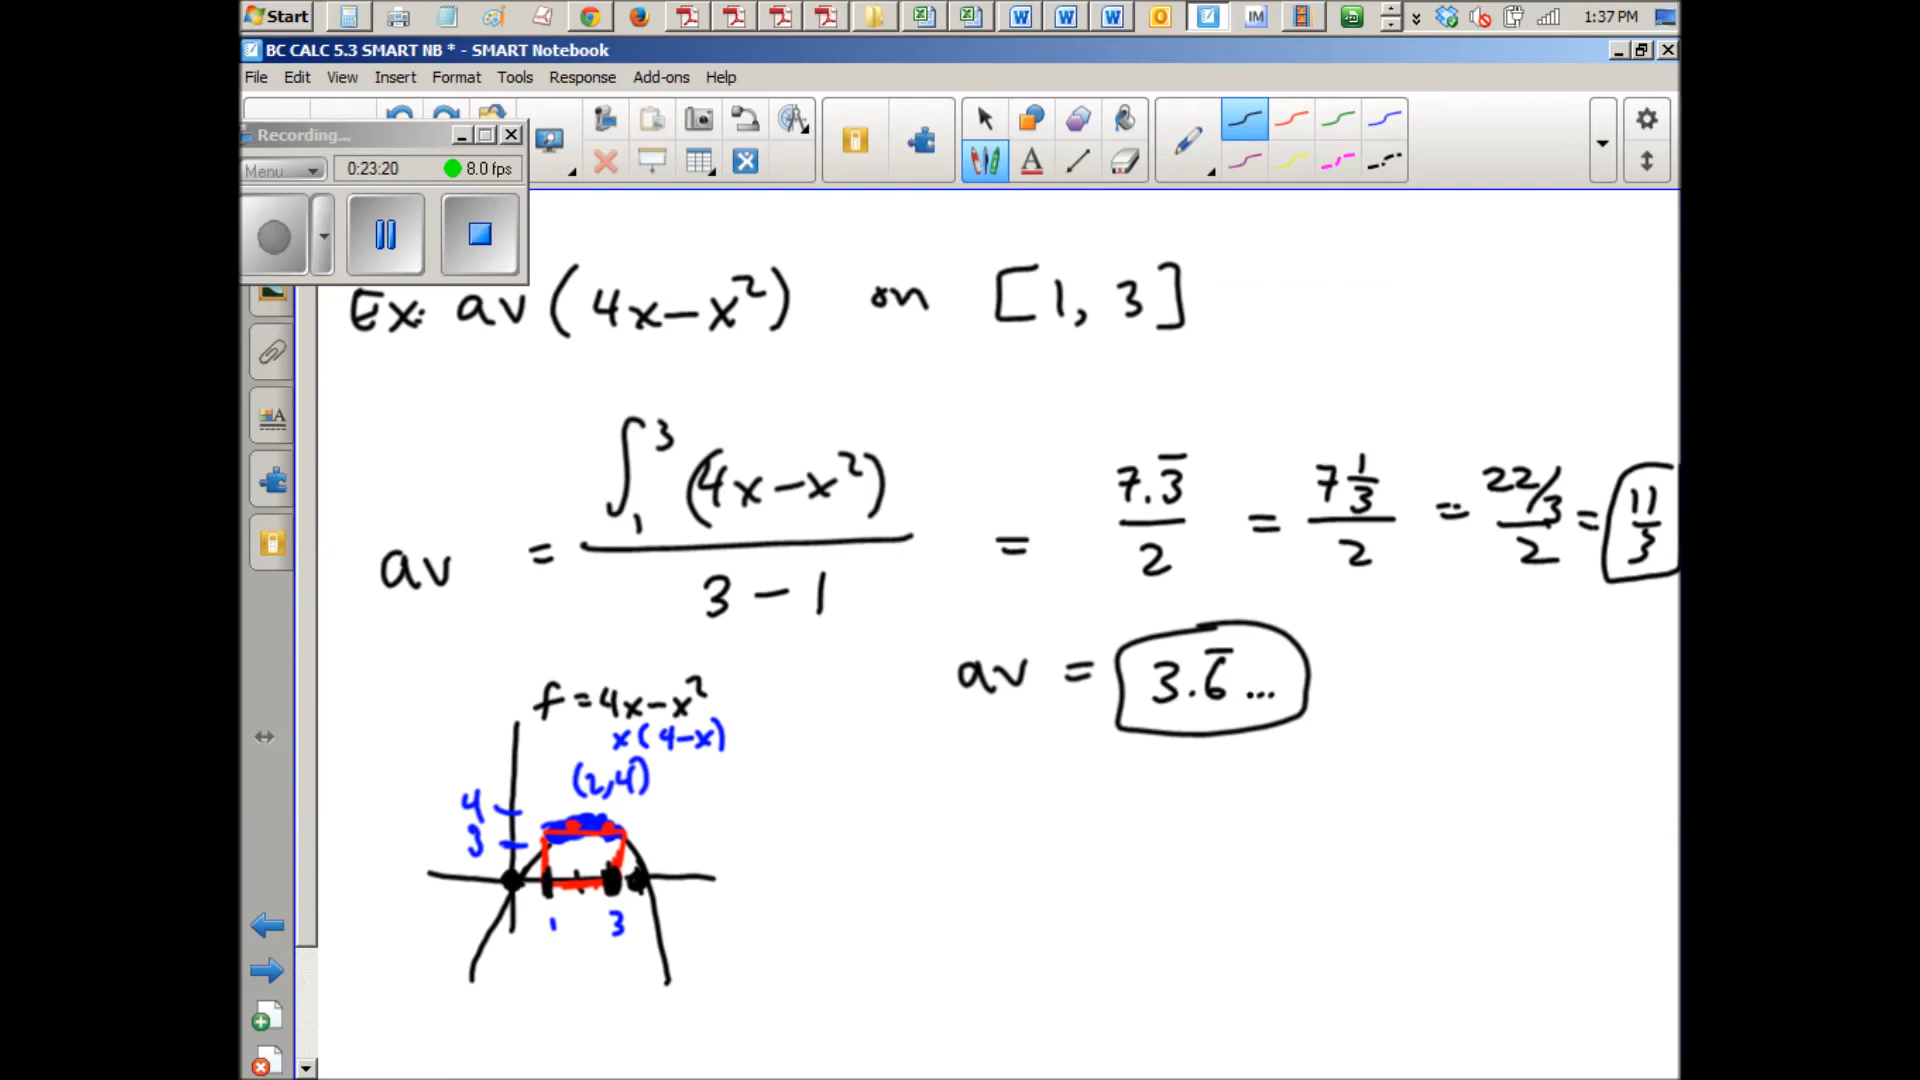 Start
1:37 PM
BC CALC 5.3 SMART NB * - SMART Notebook
File Edit View Insert Format Tools Response Add-ons Help
Recording...
Menu 0:23:20 8.0 fps
Ex: av(4x-x²) on [1, 3]
av = ∫₁³ (4x-x²) / 3-1 = 7.3̅/2 = 7 1/3 / 2 = 22/3 / 2 = 11/3
av = 3.6̅...
f = 4x-x²
x(4-x)
(2,4)
4
3
1 3